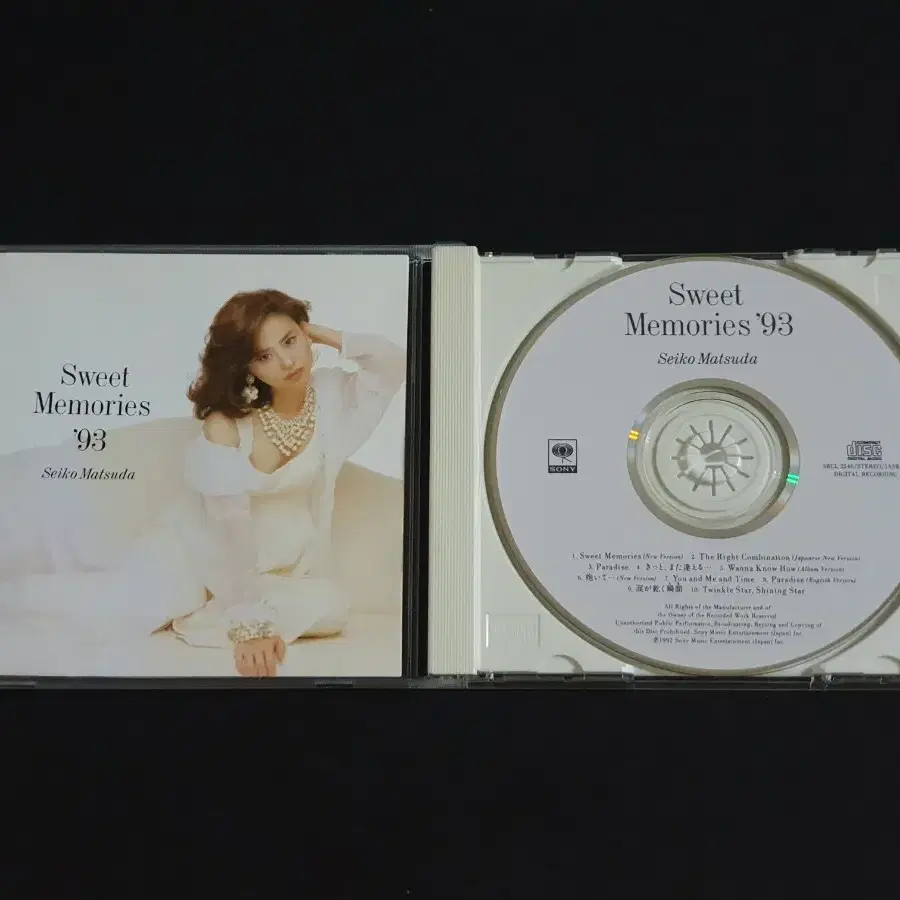 Sweet
Memories
'93
Seiko Matsuda
Sweet
Memories '93
Seiko Matsuda
SONY
COMPACT
disc
DIGITAL AUDIO
STEREO
DIGITAL RECORDING
1. Sweet Memories (New Version) 2. The Right Combination (Japanese New Version)
3. Paradise 4. きっと、また逢える… 5. Wanna Know How (Album Version)
6. 抱いて… (New Version) 7. You and Me and Time 8. Paradise (English Version)
9. 涙が乾く瞬間 10. Twinkle Star, Shining Star
All Rights of the Manufacturer and of
the Owner of the Recorded Work Reserved
Unauthorized Public Performance, Broadcasting, Renting and Copying of
this Disc Prohibited. Sony Music Entertainment (Japan) Inc.
℗1992 Sony Music Entertainment (Japan) Inc.